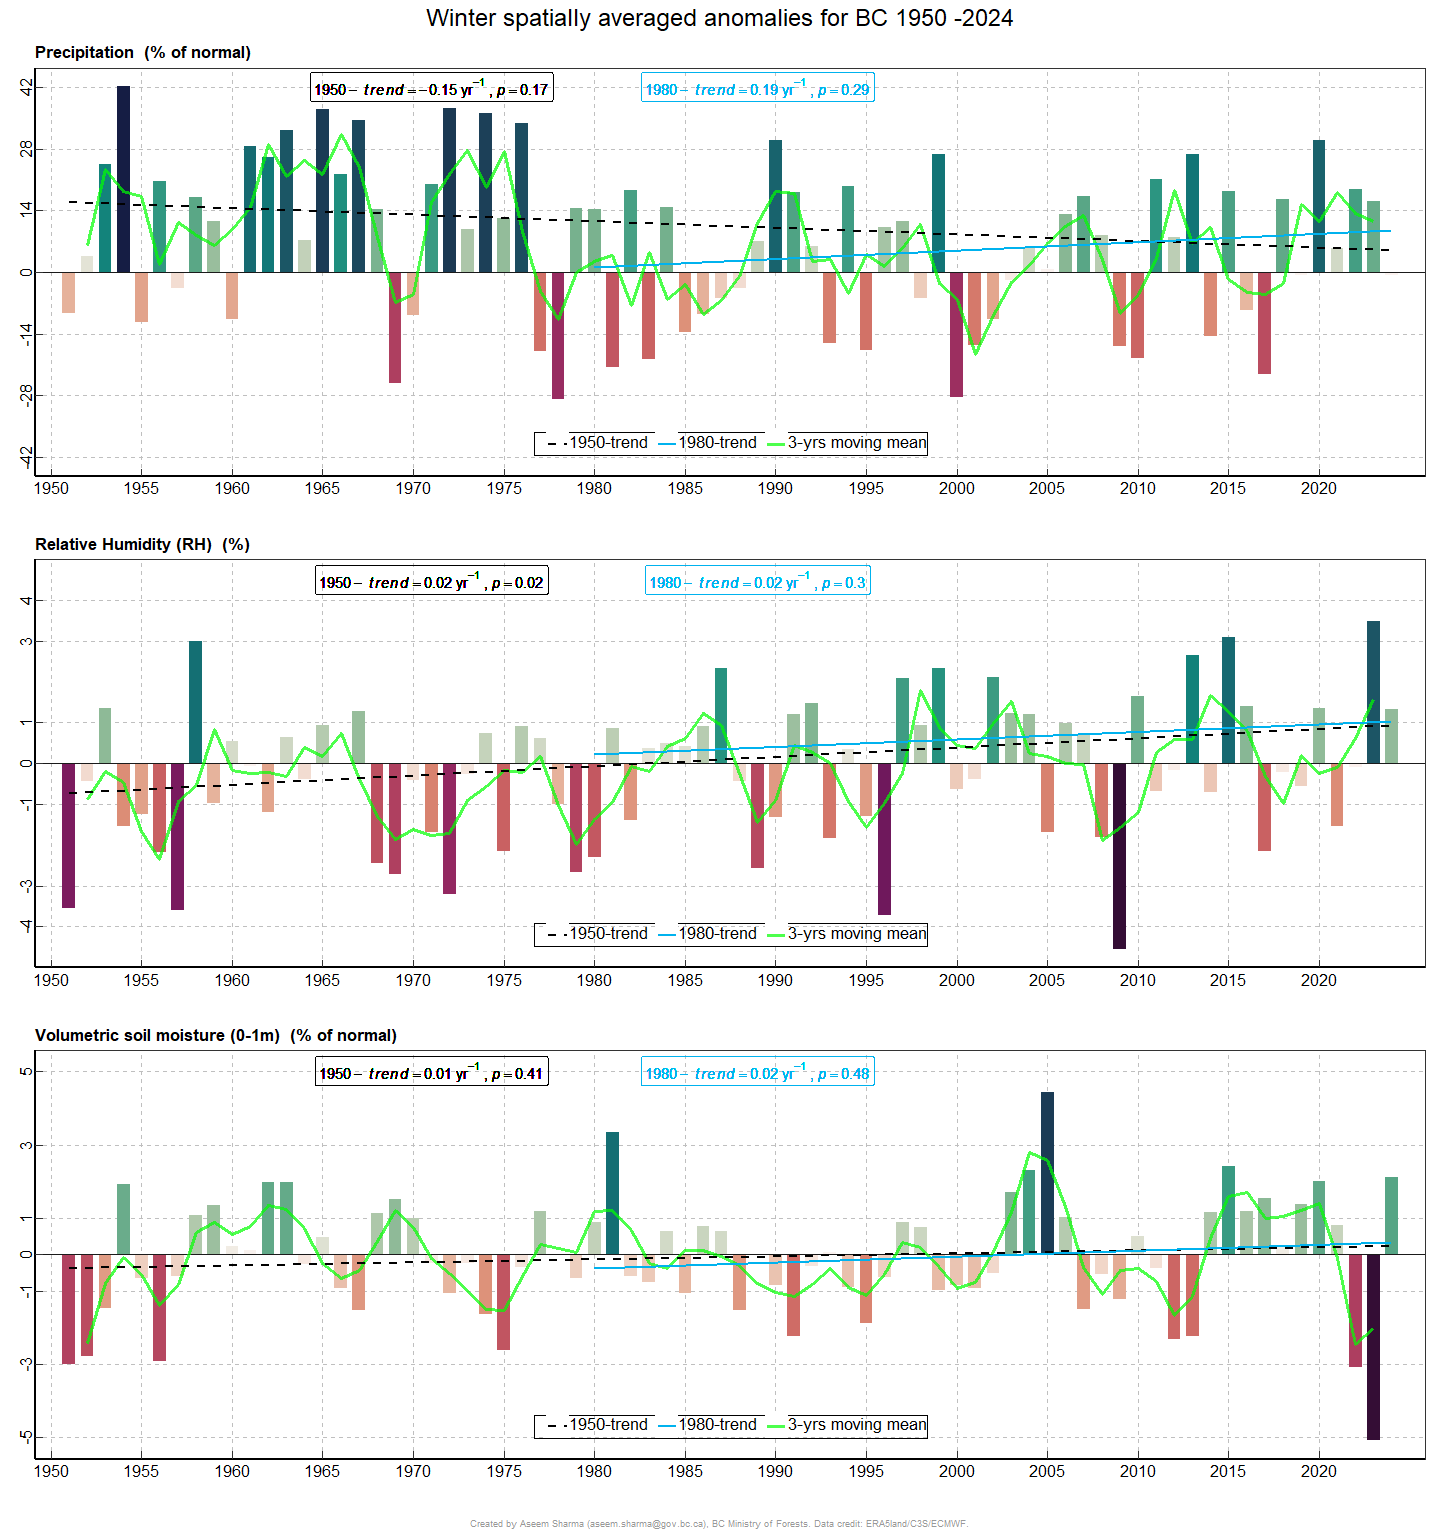 Winter spatially averaged anomalies for BC 1950 -2024
Precipitation  (% of normal)
1950− trend = −0.15 yr−1 , p = 0.17
1980− trend = 0.19 yr−1 , p = 0.29
42
28
14
0
-14
-28
-42
1950-trend 1980-trend 3-yrs moving mean
1950 1955 1960 1965 1970 1975 1980 1985 1990 1995 2000 2005 2010 2015 2020
Relative Humidity (RH)  (%)
1950− trend = 0.02 yr−1 , p = 0.02
1980− trend = 0.02 yr−1 , p = 0.3
4
3
1
0
-1
-3
-4
1950-trend 1980-trend 3-yrs moving mean
1950 1955 1960 1965 1970 1975 1980 1985 1990 1995 2000 2005 2010 2015 2020
Volumetric soil moisture (0-1m)  (% of normal)
1950− trend = 0.01 yr−1 , p = 0.41
1980− trend = 0.02 yr−1 , p = 0.48
5
3
1
0
-1
-3
-5
1950-trend 1980-trend 3-yrs moving mean
1950 1955 1960 1965 1970 1975 1980 1985 1990 1995 2000 2005 2010 2015 2020
Created by Aseem Sharma (aseem.sharma@gov.bc.ca), BC Ministry of Forests. Data credit: ERA5land/C3S/ECMWF.